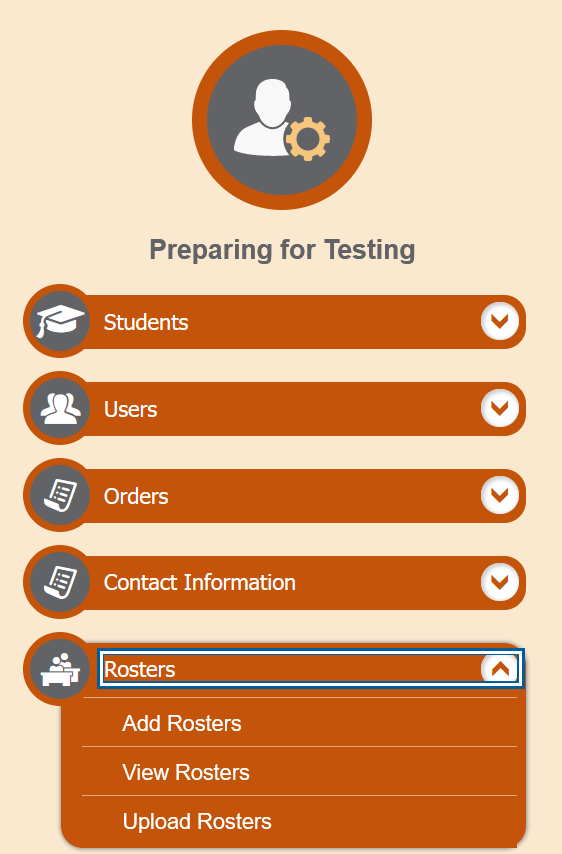 Preparing for Testing
Students
Users
Orders
Contact Information
Rosters
Add Rosters
View Rosters
Upload Rosters